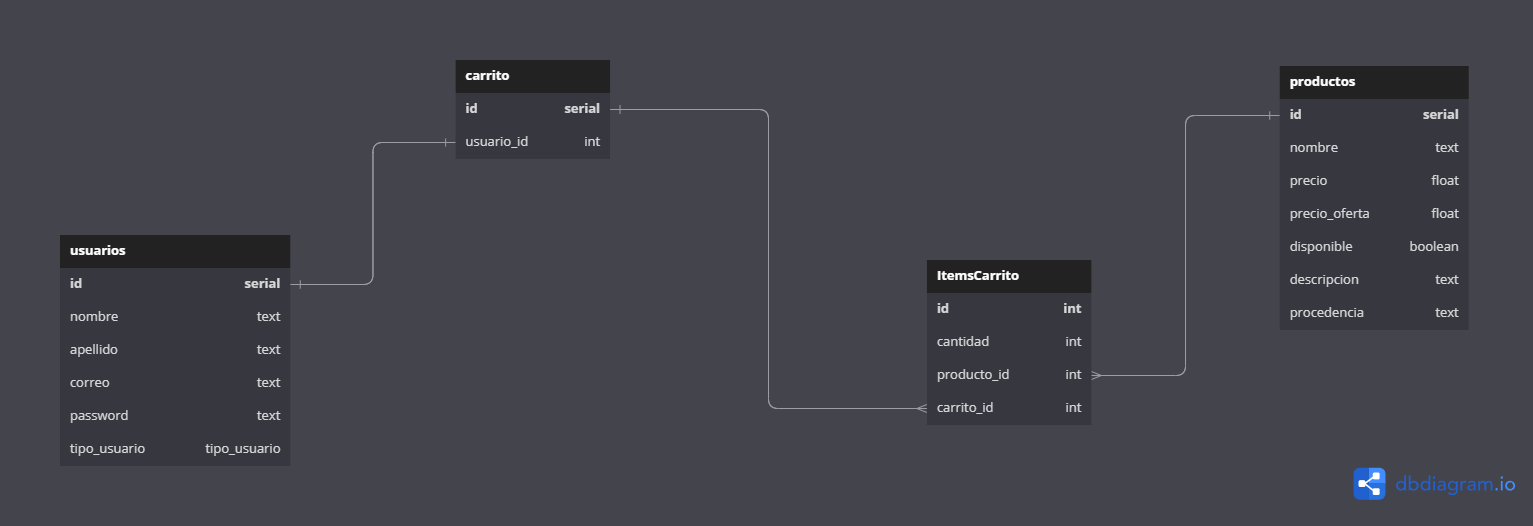 carrito
id serial
usuario_id int
usuarios
id serial
nombre text
apellido text
correo text
password text
tipo_usuario tipo_usuario
ItemsCarrito
id int
cantidad int
producto_id int
carrito_id int
productos
id serial
nombre text
precio float
precio_oferta float
disponible boolean
descripcion text
procedencia text
dbdiagram.io